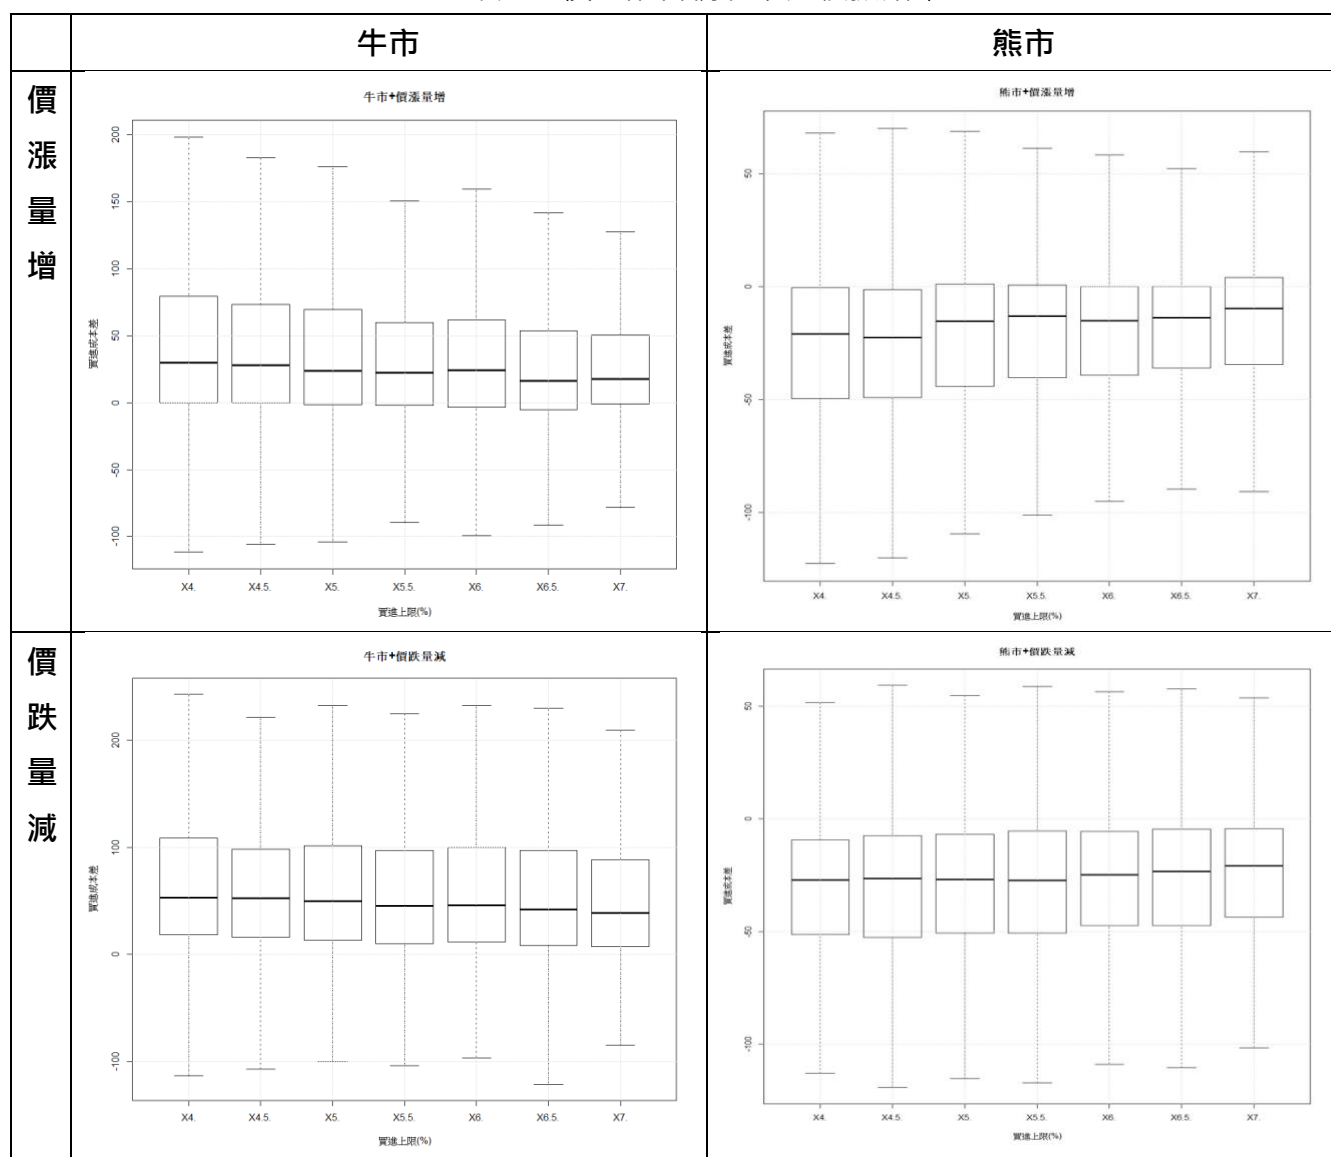 牛市
熊市
價漲量增
牛市+價漲量增
200
150
100
50
0
-50
-100
買進成本差
X4.
X4.5.
X5.
X5.5.
X6.
X6.5.
X7.
買進上限(%)
熊市+價漲量增
50
0
-50
-100
買進成本差
X4.
X4.5.
X5.
X5.5.
X6.
X6.5.
X7.
買進上限(%)
價跌量減
牛市+價跌量減
200
100
0
-100
買進成本差
X4.
X4.5.
X5.
X5.5.
X6.
X6.5.
X7.
買進上限(%)
熊市+價跌量減
50
0
-50
-100
買進成本差
X4.
X4.5.
X5.
X5.5.
X6.
X6.5.
X7.
買進上限(%)